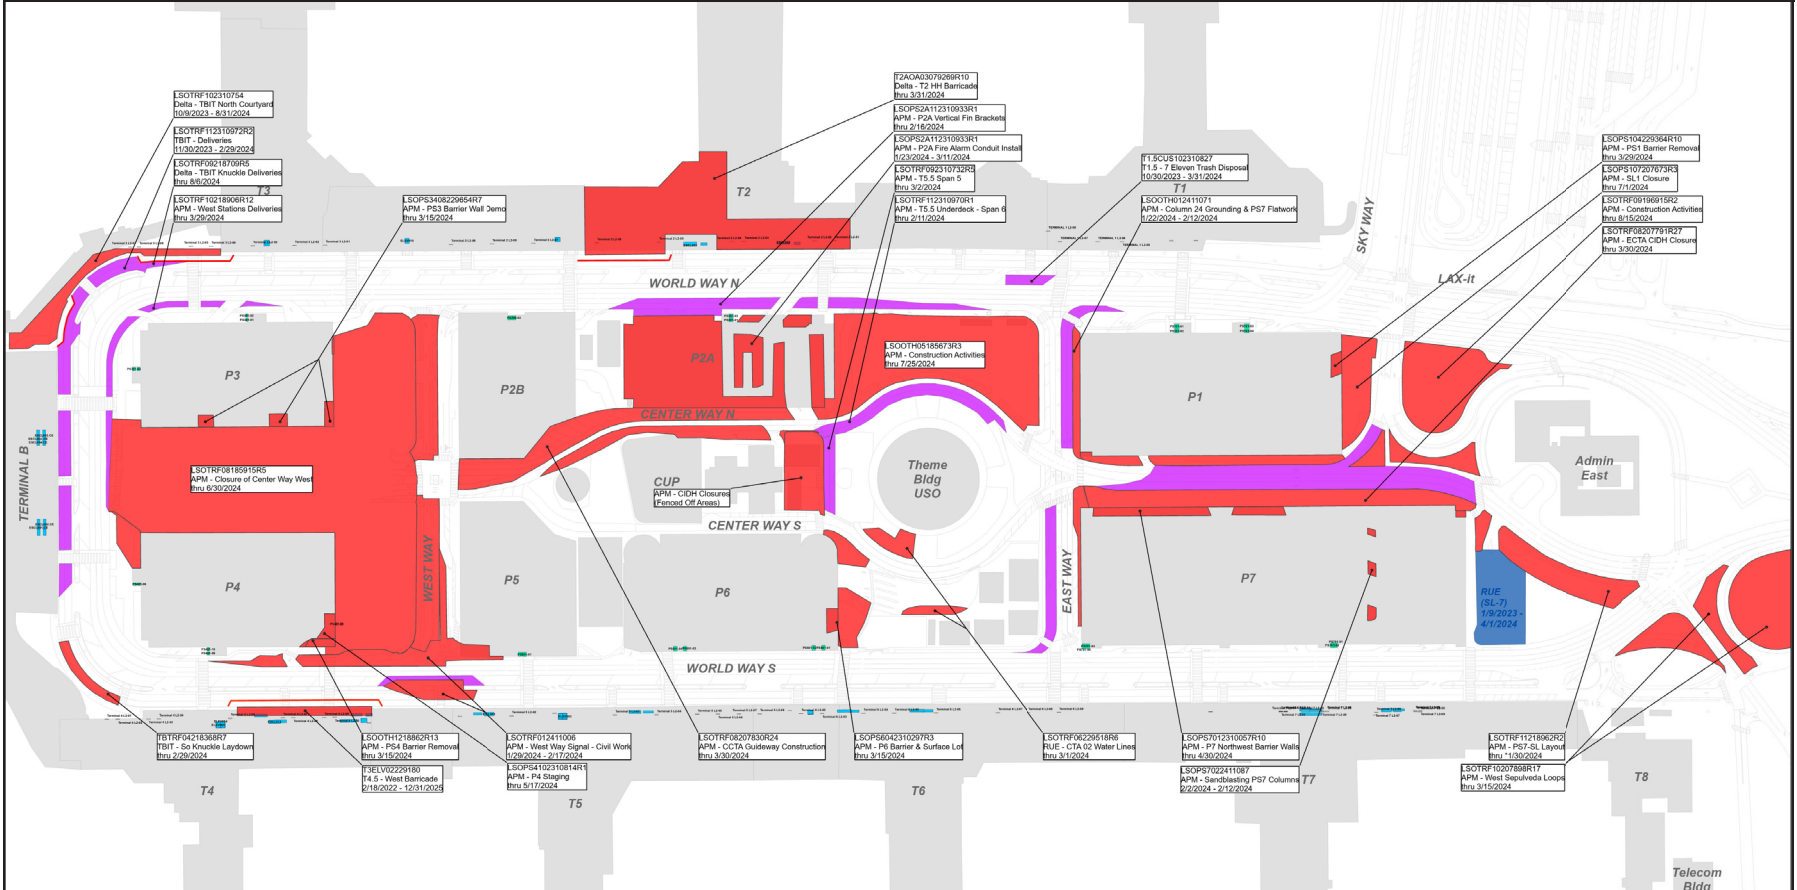 T2AOA03079269R10
Delta - T2 HH Barricade
thru 3/31/2024
LSOTRF102310754
Delta - TBIT North Courtyard
10/9/2023 - 8/31/2024
LSOPS2A112310933R1
APM - P2A Vertical Fin Brackets
thru 2/16/2024
LSOTRF112310972R2
TBIT - Deliveries
11/30/2023 - 2/29/2024
LSOPS2A112310933R1
APM - P2A Fire Alarm Conduit Install
1/23/2024 - 3/11/2024
LSOPS104229364R10
APM - PS1 Barrier Removal
thru 3/29/2024
LSOTRF09218709R5
Delta - TBIT Knuckle Deliveries
thru 8/6/2024
LSOTRF092310732R5
APM - T5.5 Span 5
thru 3/2/2024
T1.5CUS102310827
T1.5 - 7 Eleven Trash Disposal
10/30/2023 - 3/31/2024
LSOPS107207673R3
APM - SL1 Closure
thru 7/1/2024
T3
T2
T1
LSOTRF10218906R12
APM - West Stations Deliveries
thru 3/29/2024
LSOPS3408229654R7
APM - PS3 Barrier Wall Demo
thru 3/15/2024
LSOTRF112310970R1
APM - T5.5 Underdeck - Span 6
thru 2/11/2024
LSOOTH012411071
APM - Column 24 Grounding & PS7 Flatwork
1/22/2024 - 2/12/2024
LSOTRF09196915R2
APM - Construction Activities
thru 8/15/2024
LSOTRF08207791R27
APM - ECTA CIDH Closure
thru 3/30/2024
SKY WAY
LAX-it
WORLD WAY N
P3
P2B
P2A
LSOOTH05185673R3
APM - Construction Activities
thru 7/25/2024
P1
CENTER WAY N
TERMINAL B
LSOTRF08185915R5
APM - Closure of Center Way West
thru 6/30/2024
CUP
APM - CIDH Closures
(Fenced Off Areas)
Theme
Bldg
USO
Admin
East
CENTER WAY S
WEST WAY
EAST WAY
P4
P5
P6
P7
RUE
(SL-7)
1/9/2023 -
4/1/2024
WORLD WAY S
TBTRF04218368R7
TBIT - So Knuckle Laydown
thru 2/29/2024
LSOOTH1218862R13
APM - PS4 Barrier Removal
thru 3/15/2024
LSOTRF012411006
APM - West Way Signal - Civil Work
1/29/2024 - 2/17/2024
LSOTRF08207830R24
APM - CCTA Guideway Construction
thru 3/30/2024
LSOPS6042310297R3
APM - P6 Barrier & Surface Lot
thru 3/15/2024
LSOTRF06229518R6
RUE - CTA 02 Water Lines
thru 3/1/2024
LSOPS7012310057R10
APM - P7 Northwest Barrier Walls
thru 4/30/2024
LSOTRF11218962R2
APM - PS7-SL Layout
thru "1/30/2024
T3ELV02229180
T4.5 - West Barricade
2/18/2022 - 12/31/2025
LSOPS4102310814R1
APM - P4 Staging
thru 5/17/2024
LSOPS7022411087
APM - Sandblasting PS7 Columns
2/2/2024 - 2/12/2024
LSOTRF10207898R17
APM - West Sepulveda Loops
thru 3/15/2024
T4
T5
T6
T7
T8
Telecom
Bldg